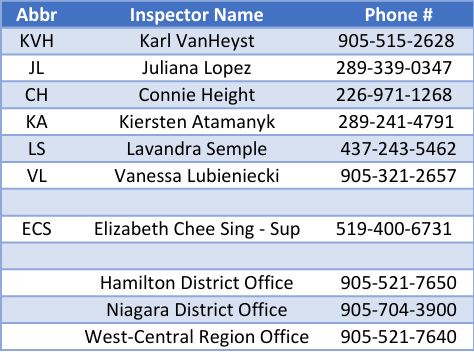 Abbr Inspector Name Phone #
KVH Karl VanHeyst 905-515-2628
JL Juliana Lopez 289-339-0347
CH Connie Height 226-971-1268
KA Kiersten Atamanyk 289-241-4791
LS Lavandra Semple 437-243-5462
VL Vanessa Lubieniecki 905-321-2657
ECS Elizabeth Chee Sing - Sup 519-400-6731
Hamilton District Office 905-521-7650
Niagara District Office 905-704-3900
West-Central Region Office 905-521-7640